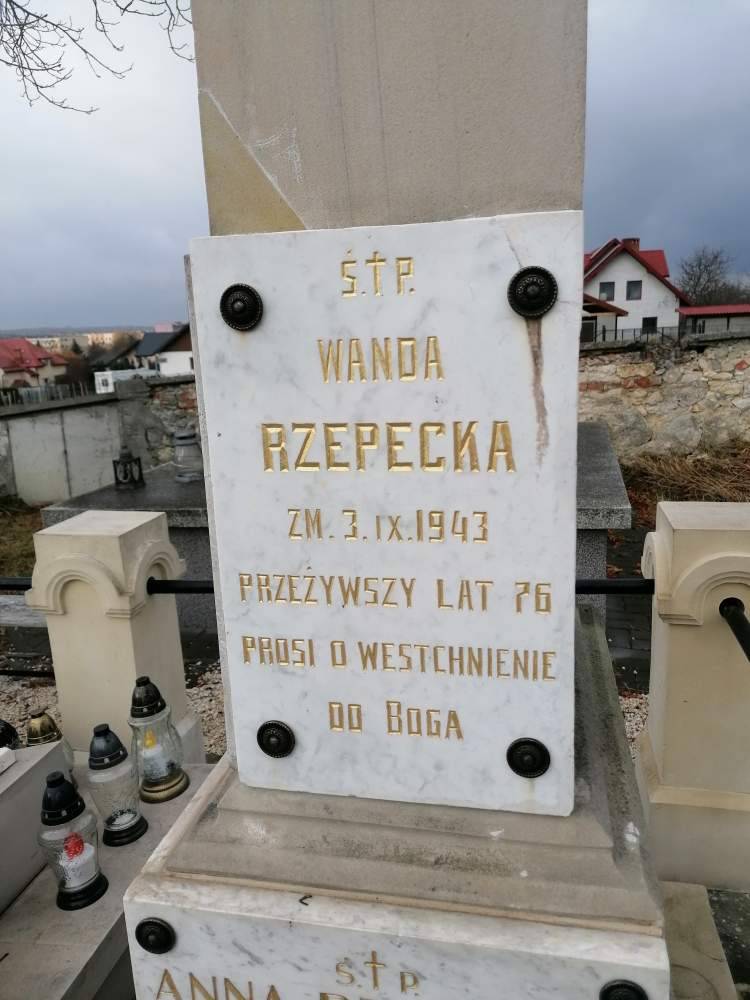 Ś.†P.
WANDA
RZEPECKA
ZM. 3.IX.1943
PRZEŻYWSZY LAT 76
PROSI O WESTCHNIENIE
DO BOGA
Ś.†P.
ANNA